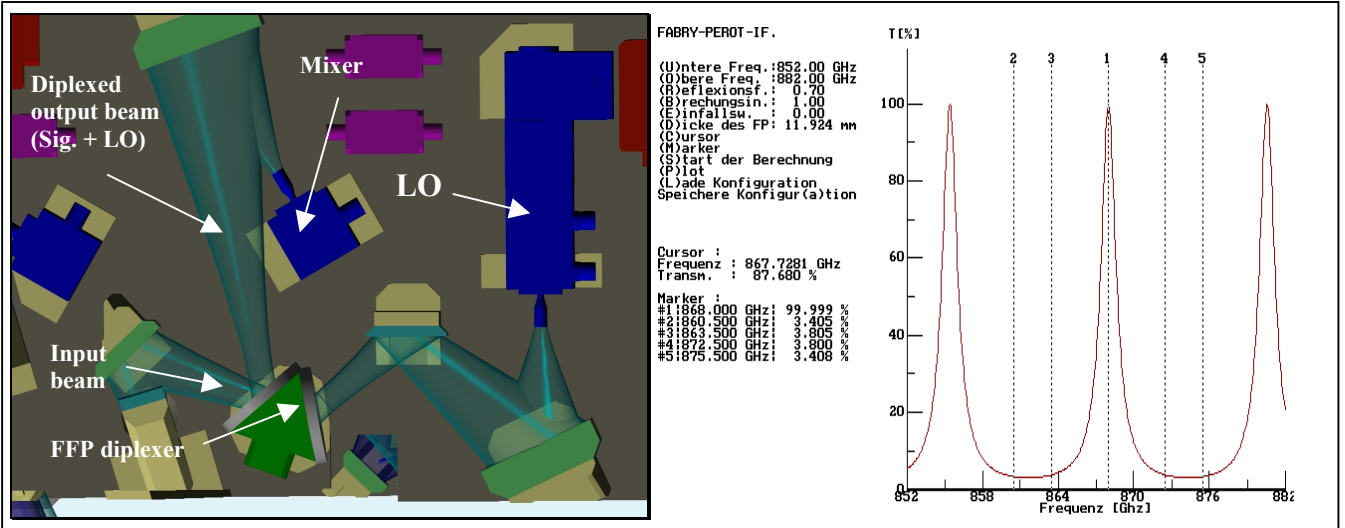 Diplexed
output beam
(Sig. + LO)
Mixer
LO
Input
beam
FFP diplexer
FABRY-PEROT-IF.
(U)ntere Freq.:852.00 GHz
(O)bere Freq. :882.00 GHz
(R)eflexionsf.: 0.70
(B)rechungsin.: 1.00
(E)infallsw. : 0.00
(D)icke des FP: 11.924 mm
(C)ursor
(M)arker
(S)tart der Berechnung
(P)lot
(L)ade Konfiguration
Speichere Konfigur(a)tion
Cursor :
Frequenz : 867.7281 GHz
Transm. : 87.680 %
Marker :
#1¦868.000 GHz¦ 99.999 %
#2¦860.500 GHz¦ 3.405 %
#3¦863.500 GHz¦ 3.805 %
#4¦872.500 GHz¦ 3.800 %
#5¦875.500 GHz¦ 3.408 %
T[%]
2 3 1 4 5
100
80
60
40
20
0
852 858 864 870 876 882
Frequenz [Ghz]